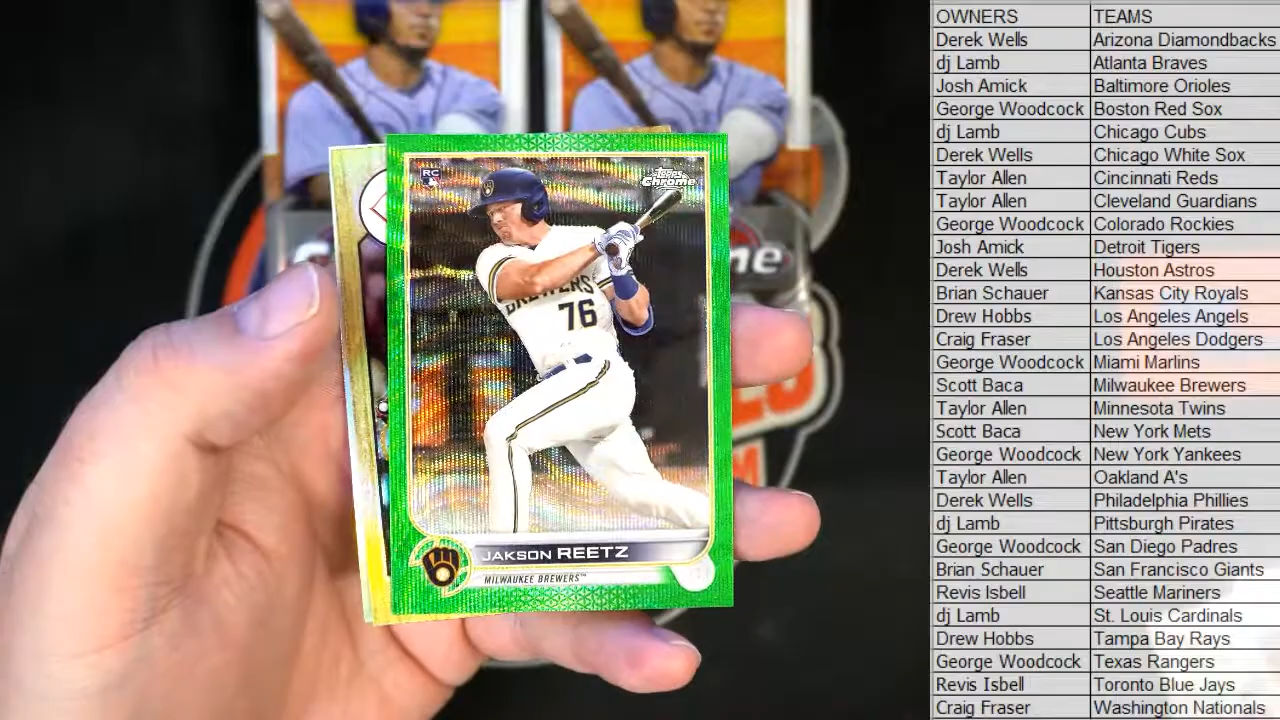 RC
Topps
Chrome
BREWERS
76
JAKSON REETZ
MILWAUKEE BREWERS™
OWNERS TEAMS
Derek Wells Arizona Diamondbacks
dj Lamb Atlanta Braves
Josh Amick Baltimore Orioles
George Woodcock Boston Red Sox
dj Lamb Chicago Cubs
Derek Wells Chicago White Sox
Taylor Allen Cincinnati Reds
Taylor Allen Cleveland Guardians
George Woodcock Colorado Rockies
Josh Amick Detroit Tigers
Derek Wells Houston Astros
Brian Schauer Kansas City Royals
Drew Hobbs Los Angeles Angels
Craig Fraser Los Angeles Dodgers
George Woodcock Miami Marlins
Scott Baca Milwaukee Brewers
Taylor Allen Minnesota Twins
Scott Baca New York Mets
George Woodcock New York Yankees
Taylor Allen Oakland A's
Derek Wells Philadelphia Phillies
dj Lamb Pittsburgh Pirates
George Woodcock San Diego Padres
Brian Schauer San Francisco Giants
Revis Isbell Seattle Mariners
dj Lamb St. Louis Cardinals
Drew Hobbs Tampa Bay Rays
George Woodcock Texas Rangers
Revis Isbell Toronto Blue Jays
Craig Fraser Washington Nationals